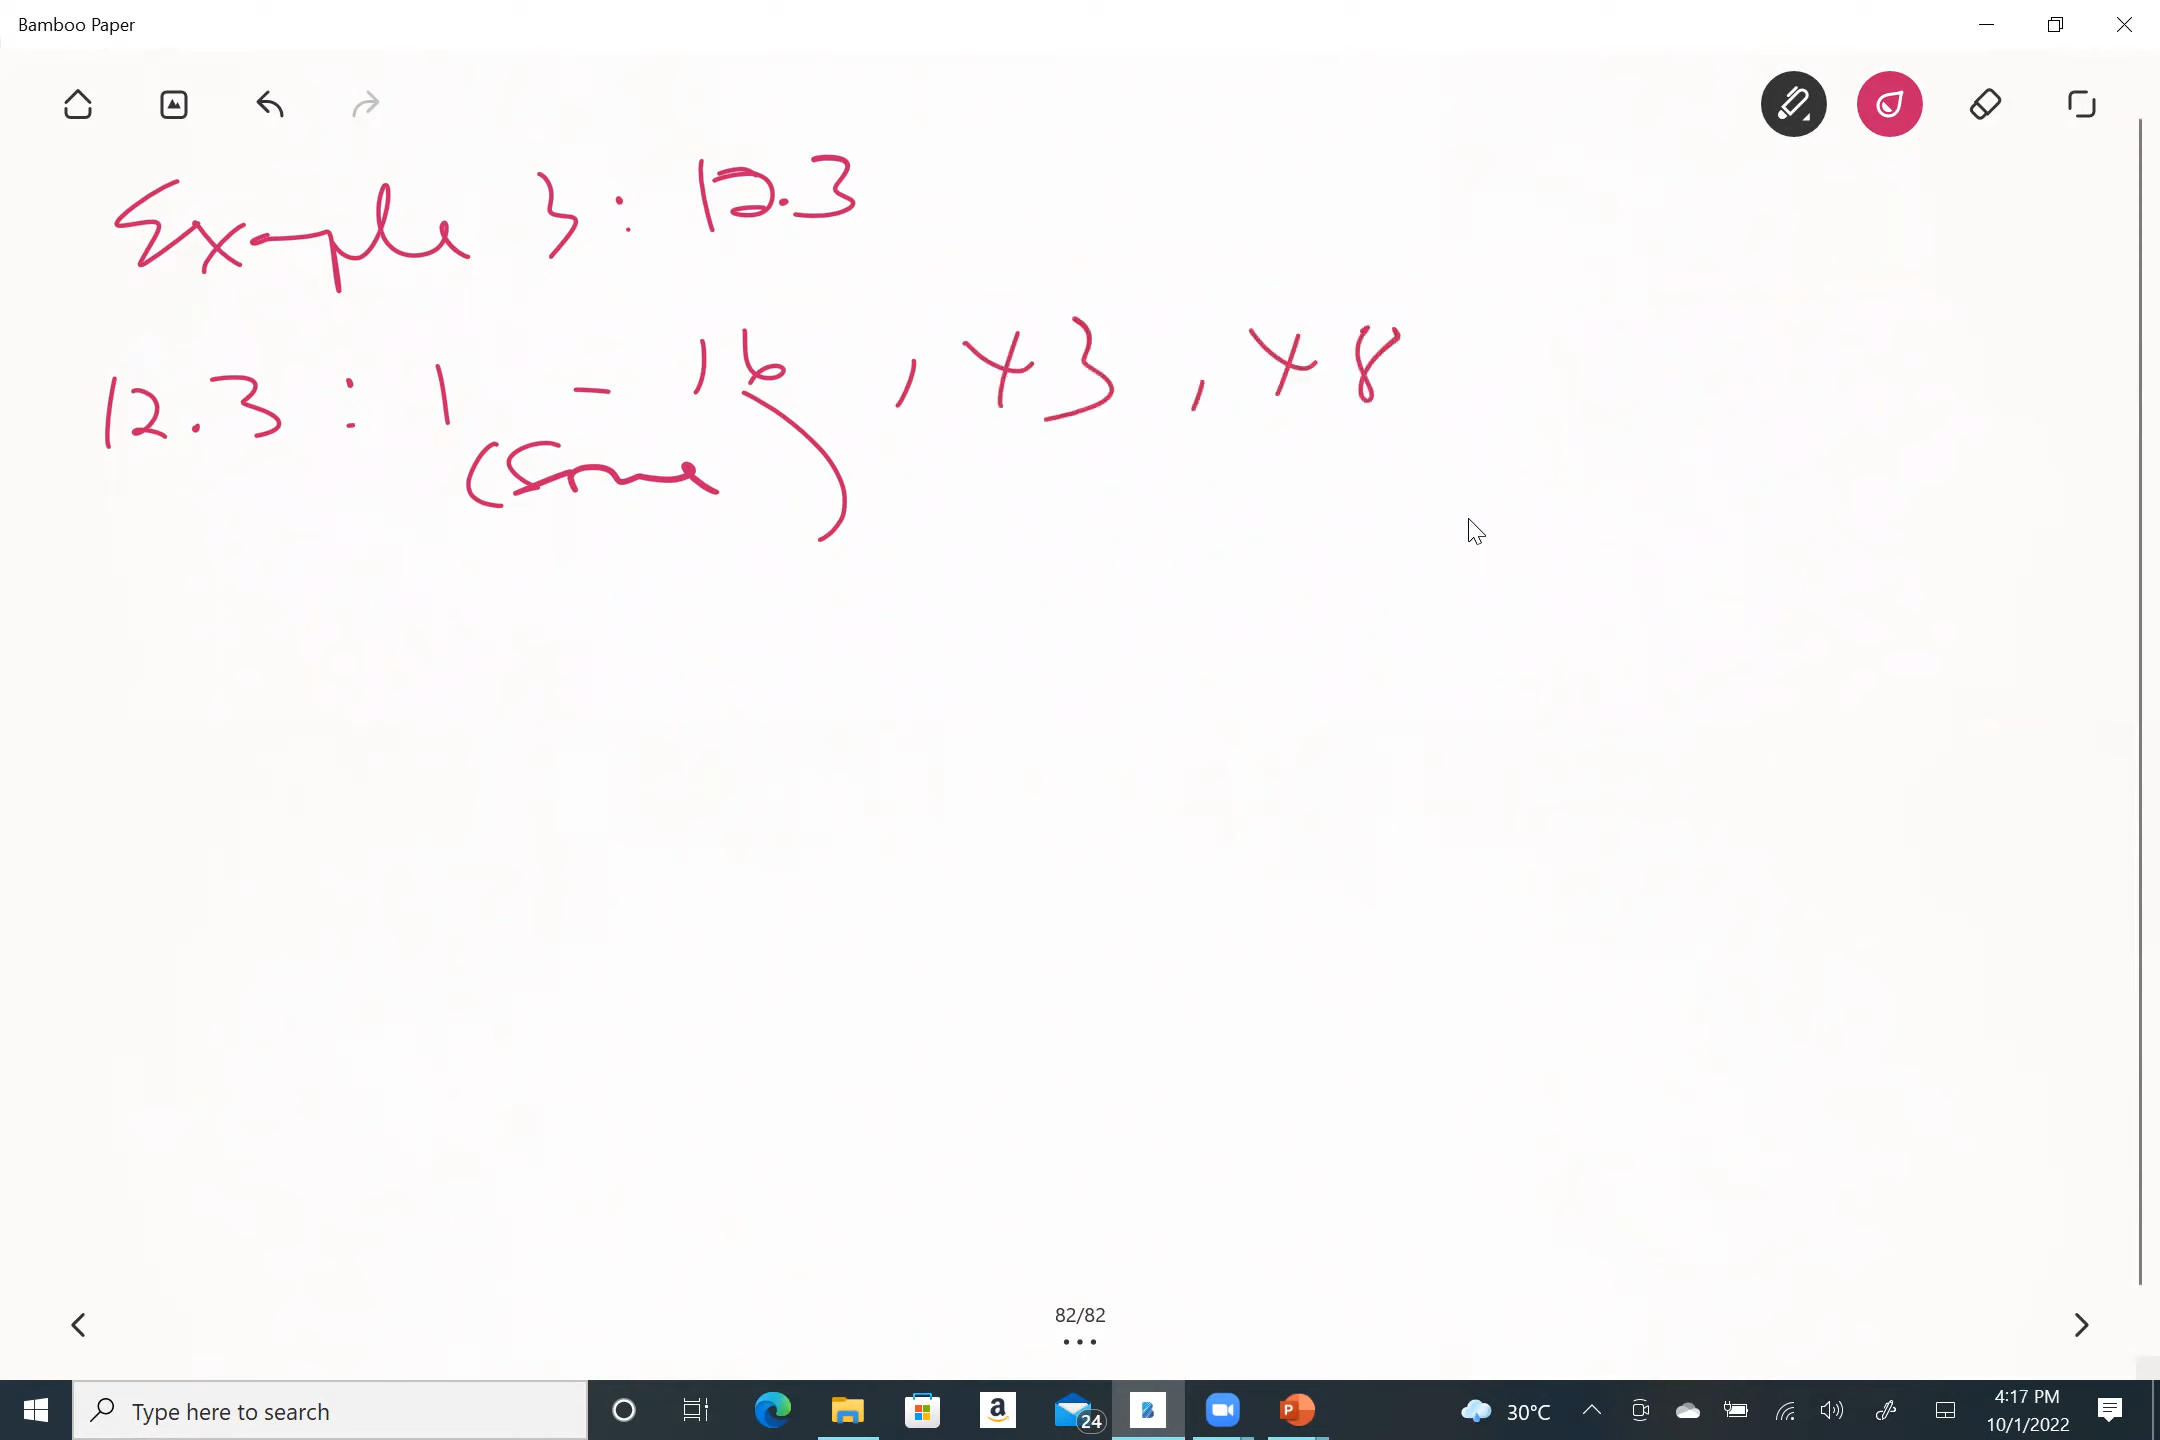 Bamboo Paper
Example 3 : 12.3
12.3 : 1 - 16 , 43 , 48
(Some)
82/82
Type here to search
a
24
B
P
30°C
4:17 PM
10/1/2022